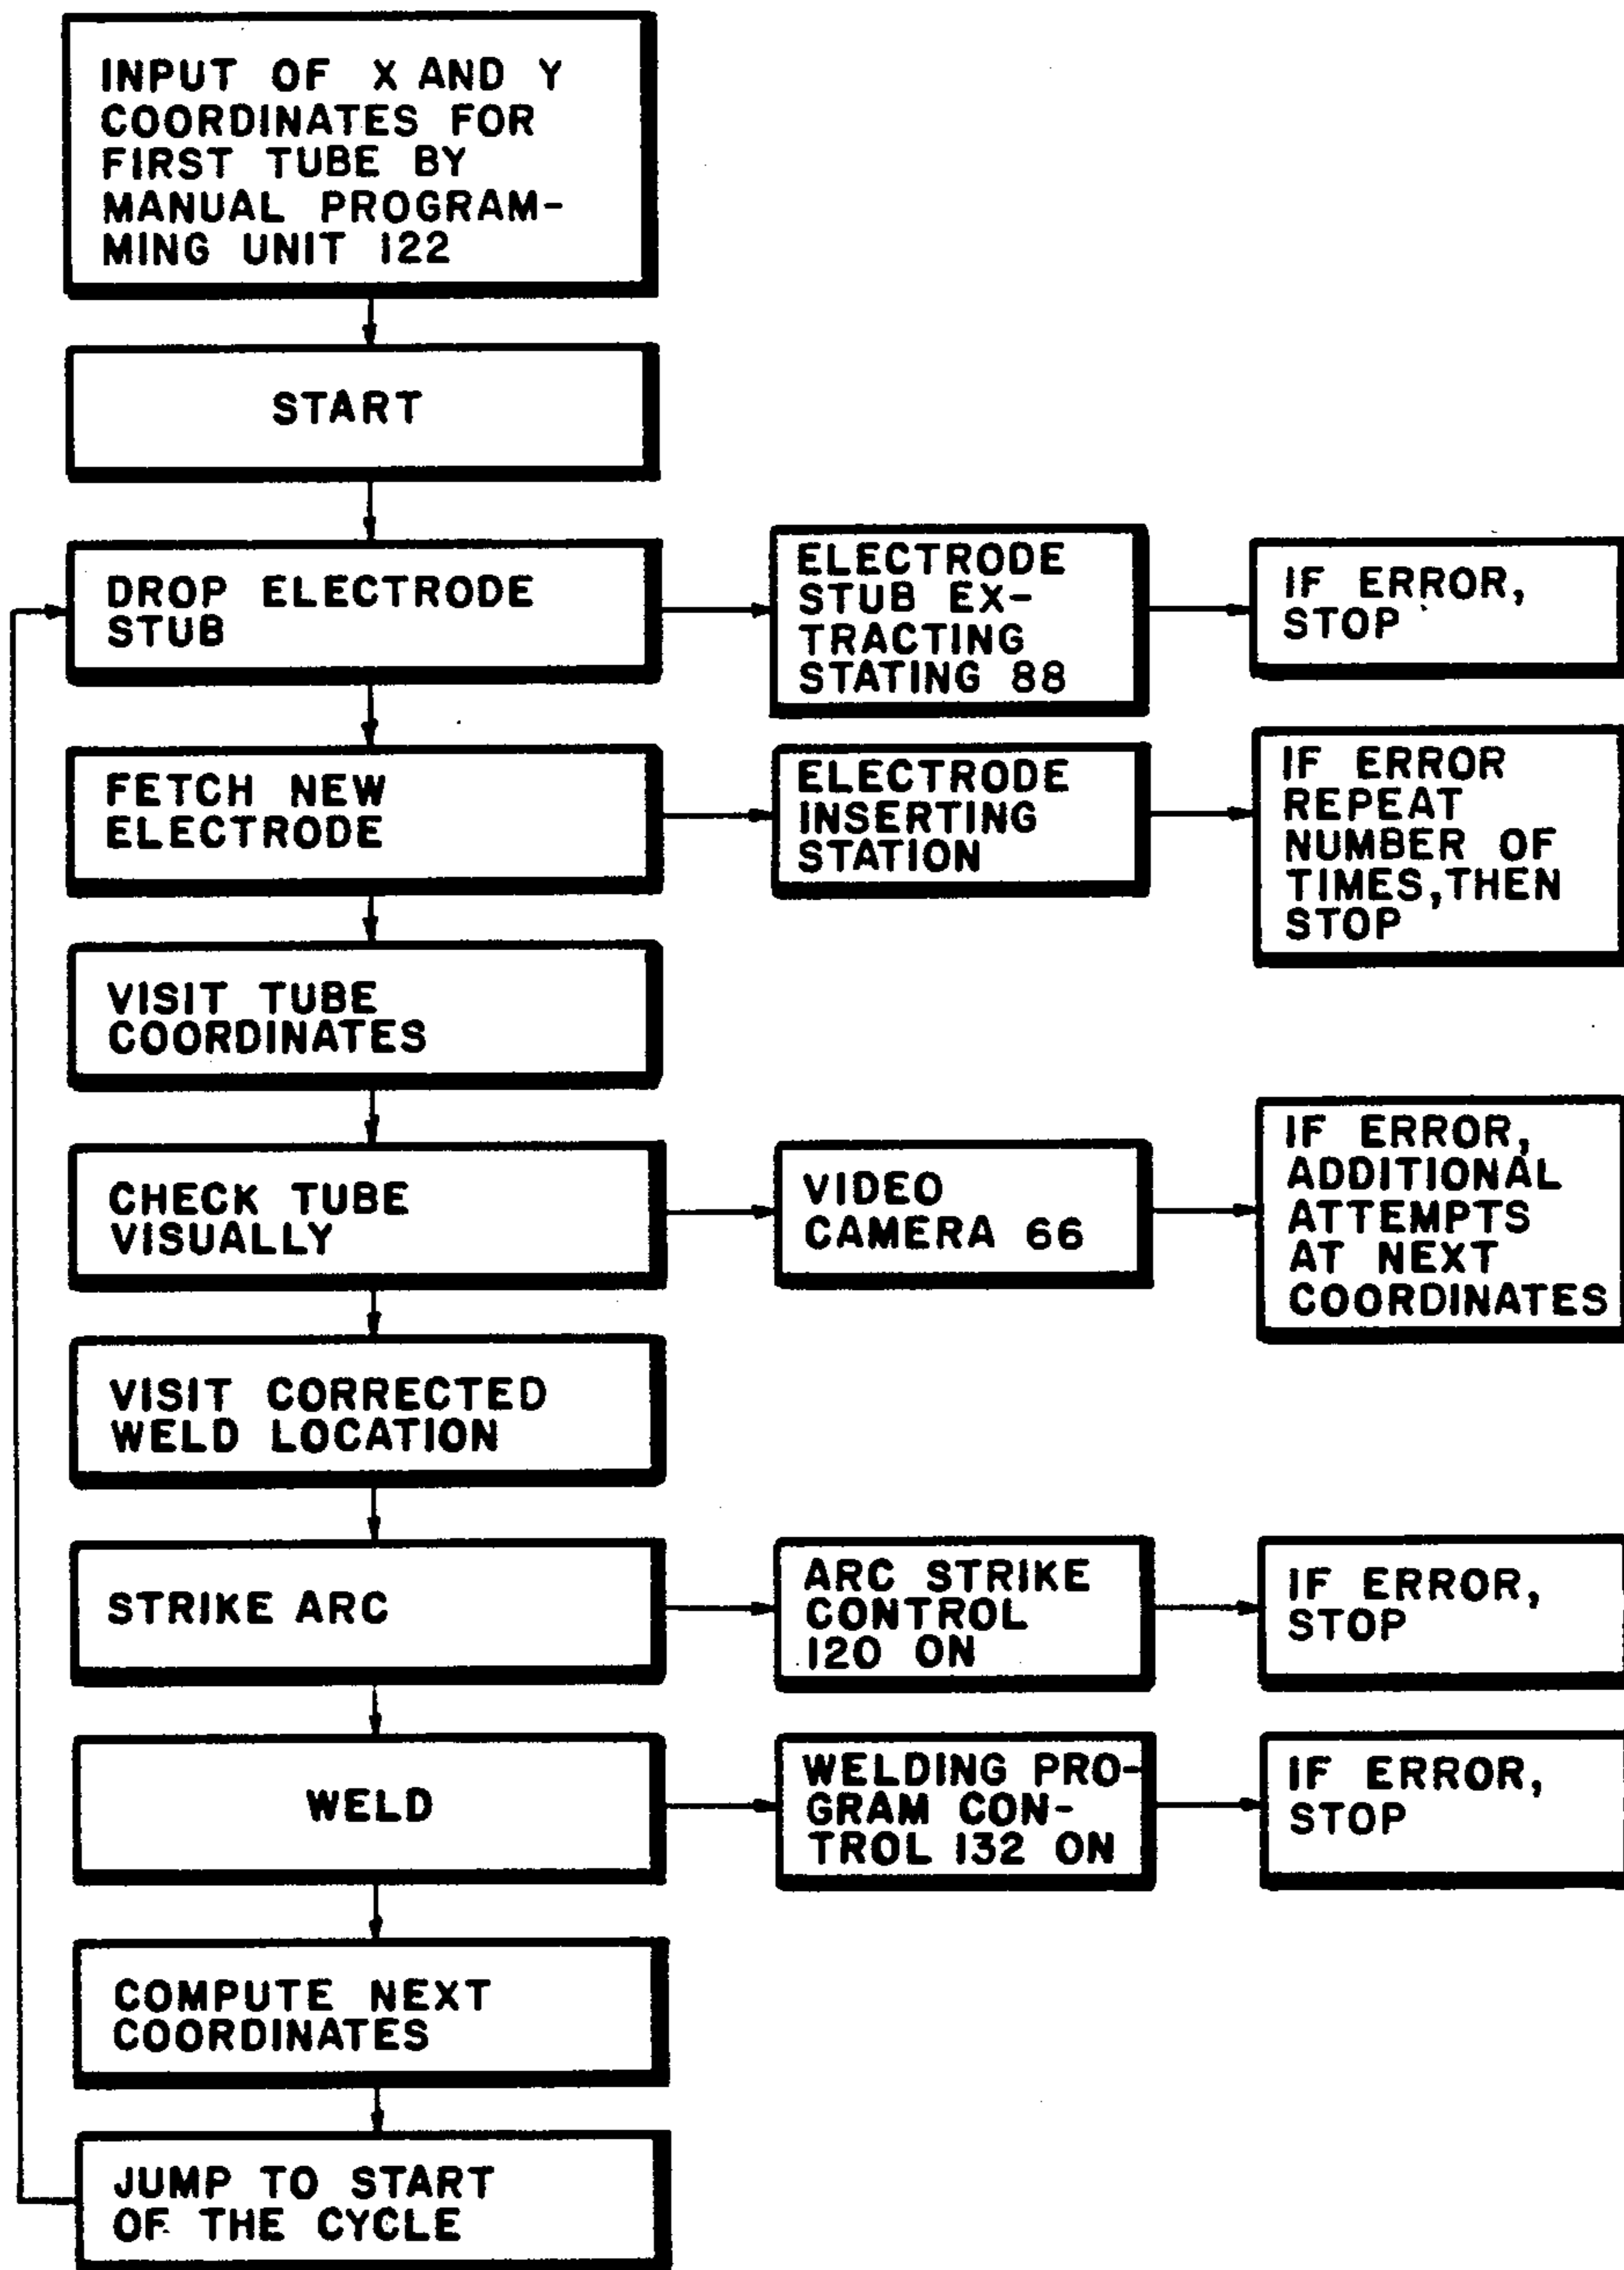 INPUT OF X AND Y
COORDINATES FOR
FIRST TUBE BY
MANUAL PROGRAM-
MING UNIT 122
START
DROP ELECTRODE
STUB
ELECTRODE
STUB EX-
TRACTING
STATING 88
IF ERROR,
STOP
FETCH NEW
ELECTRODE
ELECTRODE
INSERTING
STATION
IF ERROR
REPEAT
NUMBER OF
TIMES, THEN
STOP
VISIT TUBE
COORDINATES
CHECK TUBE
VISUALLY
VIDEO
CAMERA 66
IF ERROR,
ADDITIONAL
ATTEMPTS
AT NEXT
COORDINATES
VISIT CORRECTED
WELD LOCATION
STRIKE ARC
ARC STRIKE
CONTROL
120 ON
IF ERROR,
STOP
WELD
WELDING PRO-
GRAM CON-
TROL 132 ON
IF ERROR,
STOP
COMPUTE NEXT
COORDINATES
JUMP TO START
OF THE CYCLE